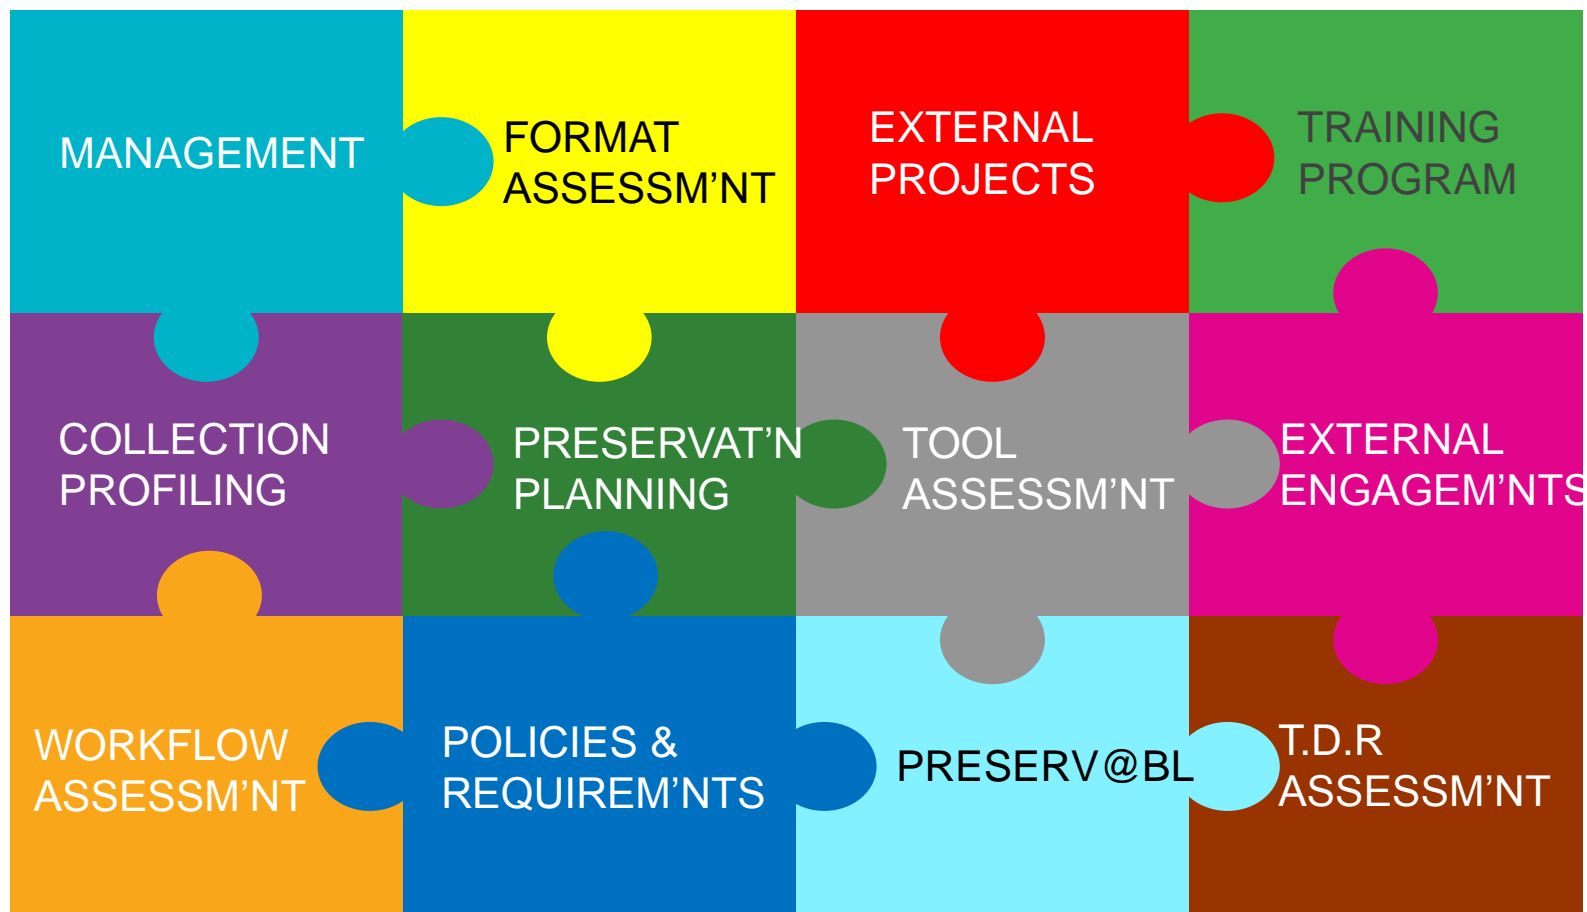 MANAGEMENT
FORMAT
ASSESSM’NT
EXTERNAL
PROJECTS
TRAINING
PROGRAM
COLLECTION
PROFILING
PRESERVAT’N
PLANNING
TOOL
ASSESSM’NT
EXTERNAL
ENGAGEM’NTS
WORKFLOW
ASSESSM’NT
POLICIES &
REQUIREM’NTS
PRESERV@BL
T.D.R
ASSESSM’NT